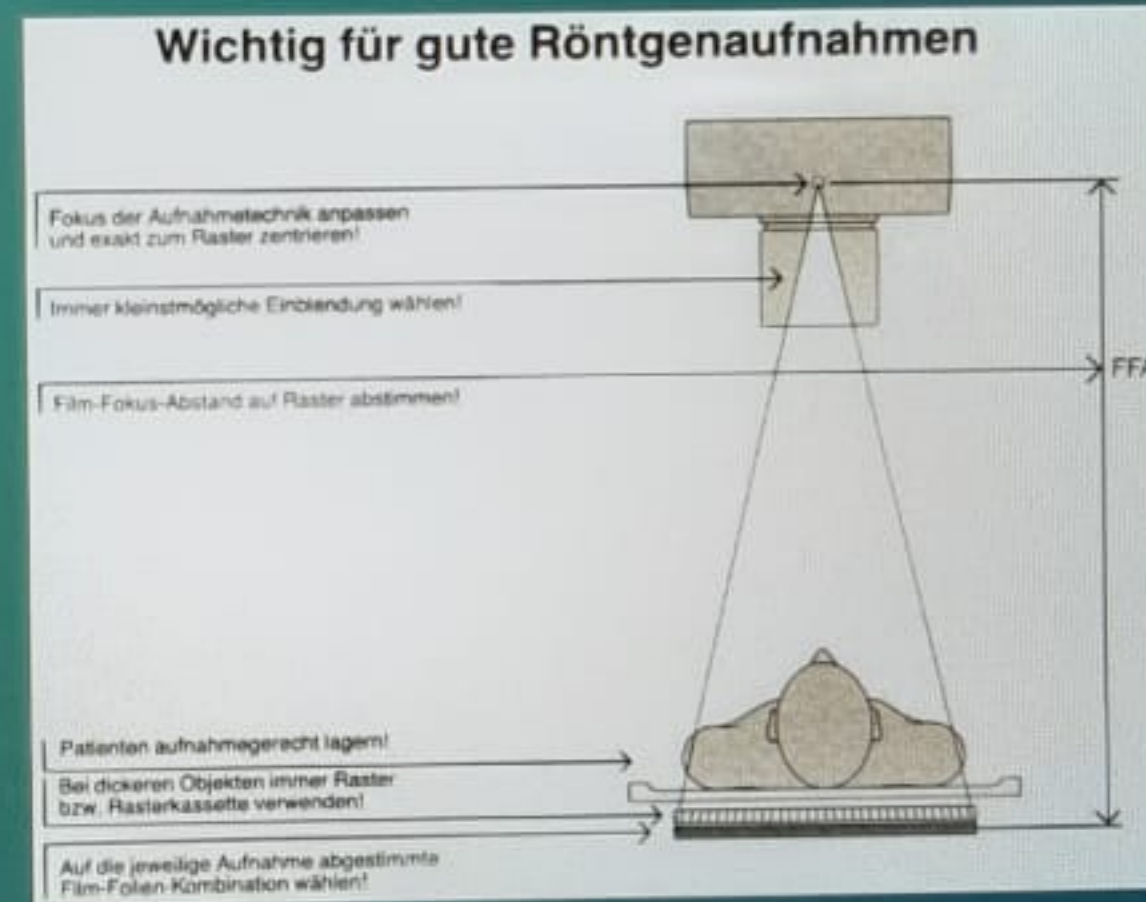 Wichtig für gute Röntgenaufnahmen
Fokus der Aufnahmetechnik anpassen
und exakt zum Raster zentrieren!
Immer kleinstmögliche Einblendung wählen!
FFA
Film-Fokus-Abstand auf Raster abstimmen!
Patienten aufnahmegerecht lagern!
Bei dickeren Objekten immer Raster
bzw. Rasterkassette verwenden!
Auf die jeweilige Aufnahme abgestimmte
Film-Folien-Kombination wählen!